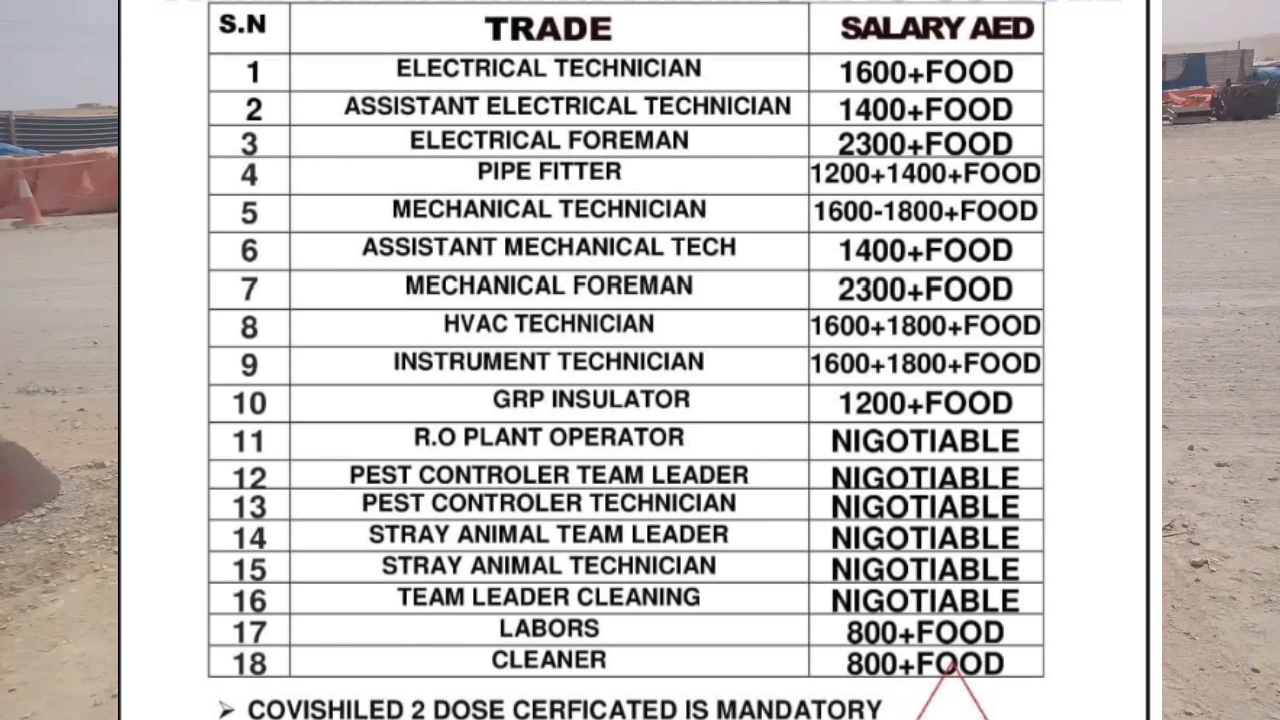 S.N TRADE SALARY AED
1 ELECTRICAL TECHNICIAN 1600+FOOD
2 ASSISTANT ELECTRICAL TECHNICIAN 1400+FOOD
3 ELECTRICAL FOREMAN 2300+FOOD
4 PIPE FITTER 1200+1400+FOOD
5 MECHANICAL TECHNICIAN 1600-1800+FOOD
6 ASSISTANT MECHANICAL TECH 1400+FOOD
7 MECHANICAL FOREMAN 2300+FOOD
8 HVAC TECHNICIAN 1600+1800+FOOD
9 INSTRUMENT TECHNICIAN 1600+1800+FOOD
10 GRP INSULATOR 1200+FOOD
11 R.O PLANT OPERATOR NIGOTIABLE
12 PEST CONTROLER TEAM LEADER NIGOTIABLE
13 PEST CONTROLER TECHNICIAN NIGOTIABLE
14 STRAY ANIMAL TEAM LEADER NIGOTIABLE
15 STRAY ANIMAL TECHNICIAN NIGOTIABLE
16 TEAM LEADER CLEANING NIGOTIABLE
17 LABORS 800+FOOD
18 CLEANER 800+FOOD
➢ COVISHILED 2 DOSE CERFICATED IS MANDATORY